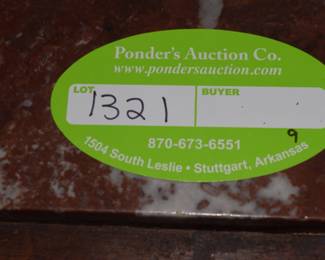 Ponder's Auction Co.
www.pondersauction.com
LOT BUYER
1321
9
870-673-6551
1504 South Leslie • Stuttgart, Arkansas